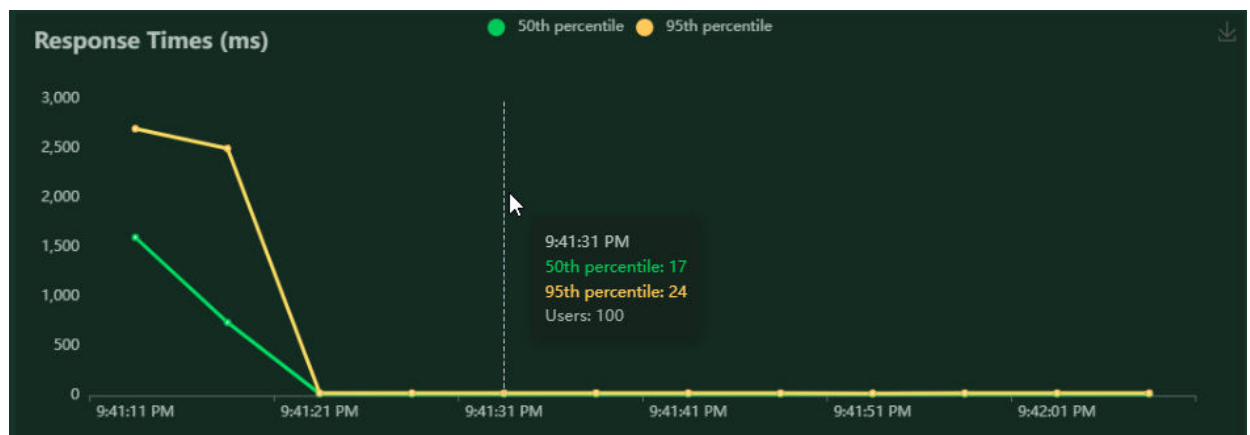 50th percentile 95th percentile
Response Times (ms)
3,000
2,500
2,000
1,500
1,000
500
0
9:41:31 PM
50th percentile: 17
95th percentile: 24
Users: 100
9:41:11 PM 9:41:21 PM 9:41:31 PM 9:41:41 PM 9:41:51 PM 9:42:01 PM